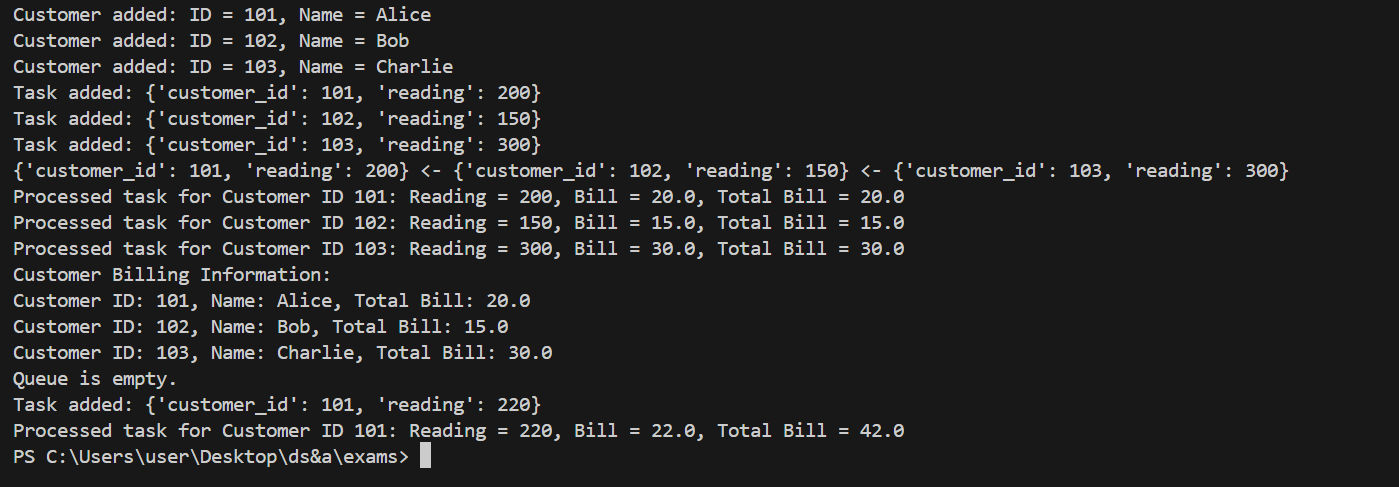 Customer added: ID = 101, Name = Alice
Customer added: ID = 102, Name = Bob
Customer added: ID = 103, Name = Charlie
Task added: {'customer_id': 101, 'reading': 200}
Task added: {'customer_id': 102, 'reading': 150}
Task added: {'customer_id': 103, 'reading': 300}
{'customer_id': 101, 'reading': 200} <- {'customer_id': 102, 'reading': 150} <- {'customer_id': 103, 'reading': 300}
Processed task for Customer ID 101: Reading = 200, Bill = 20.0, Total Bill = 20.0
Processed task for Customer ID 102: Reading = 150, Bill = 15.0, Total Bill = 15.0
Processed task for Customer ID 103: Reading = 300, Bill = 30.0, Total Bill = 30.0
Customer Billing Information:
Customer ID: 101, Name: Alice, Total Bill: 20.0
Customer ID: 102, Name: Bob, Total Bill: 15.0
Customer ID: 103, Name: Charlie, Total Bill: 30.0
Queue is empty.
Task added: {'customer_id': 101, 'reading': 220}
Processed task for Customer ID 101: Reading = 220, Bill = 22.0, Total Bill = 42.0
PS C:\Users\user\Desktop\ds&a\exams>